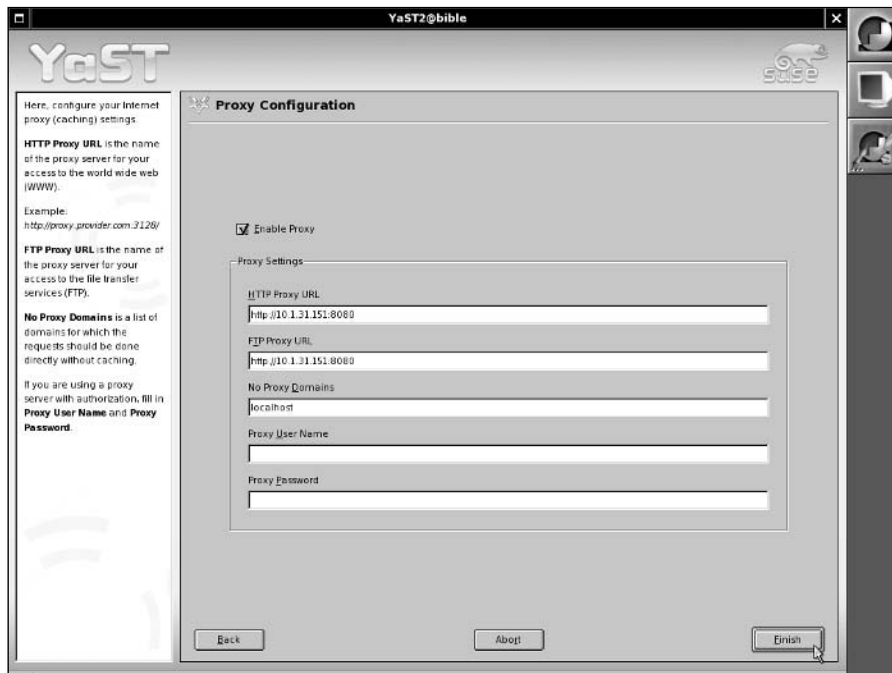 YaST2@bible
YaST
suse
Here, configure your Internet
proxy (caching) settings.
HTTP Proxy URL is the name
of the proxy server for your
access to the world wide web
(WWW).
Example:
http://proxy.provider.com:3128/
FTP Proxy URL is the name of
the proxy server for your
access to the file transfer
services (FTP).
No Proxy Domains is a list of
domains for which the
requests should be done
directly without caching.
If you are using a proxy
server with authorization, fill in
Proxy User Name and Proxy
Password.
Proxy Configuration
Enable Proxy
Proxy Settings
HTTP Proxy URL
http://10.1.31.151:8080
FTP Proxy URL
http://10.1.31.151:8080
No Proxy Domains
localhost
Proxy User Name
Proxy Password
Back
Abort
Finish